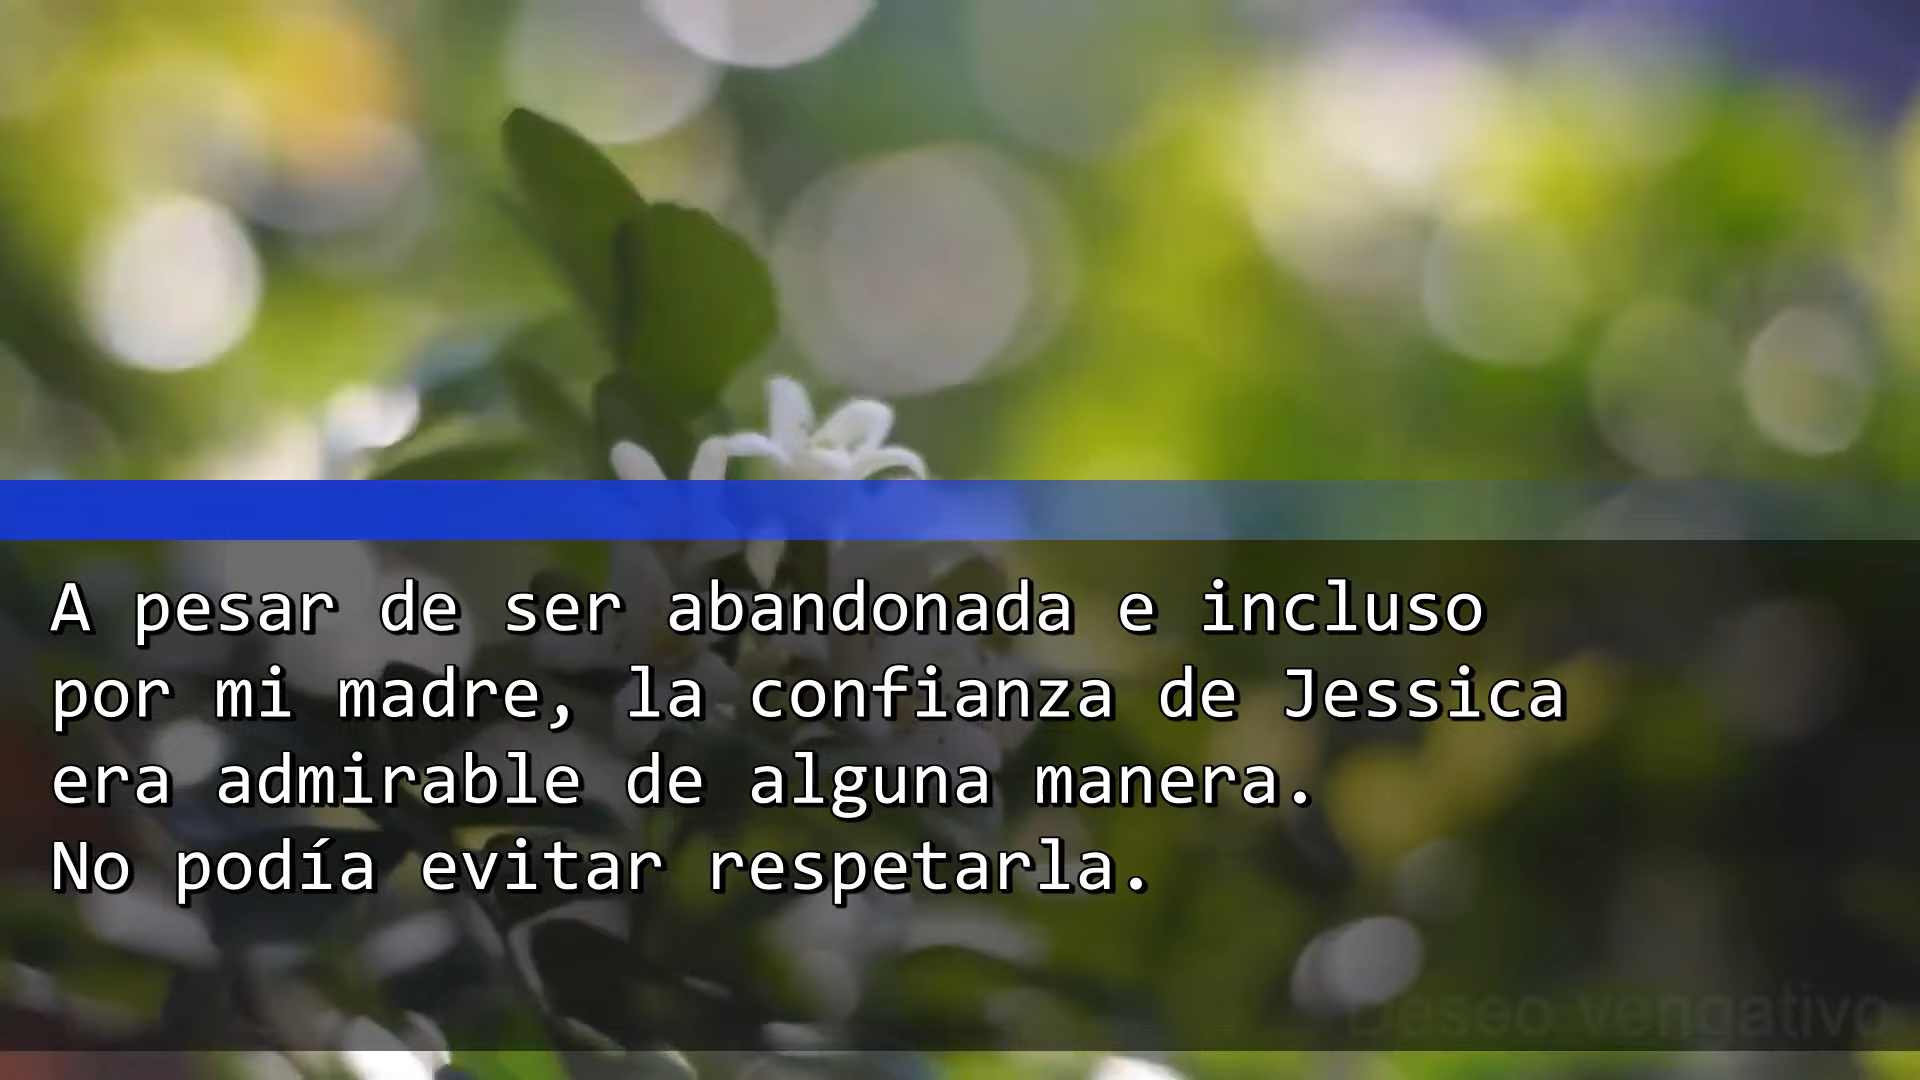 A pesar de ser abandonada e incluso
por mi madre, la confianza de Jessica
era admirable de alguna manera.
No podía evitar respetarla.
Deseo vengativo